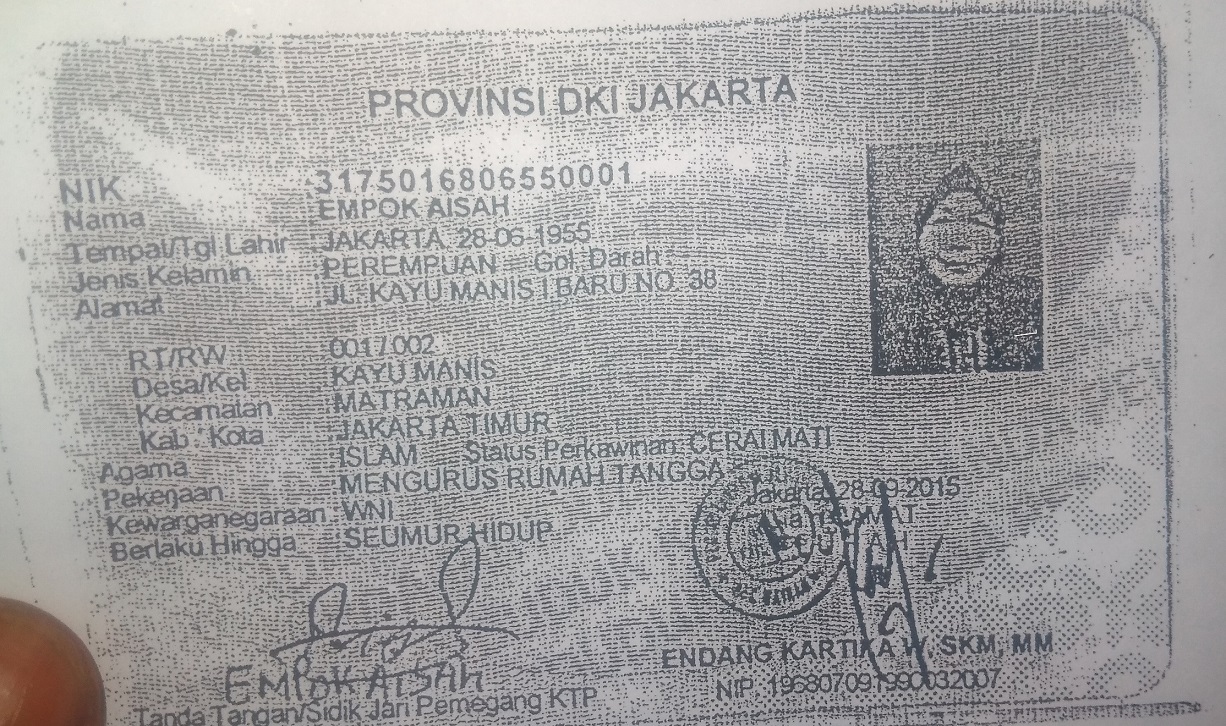 PROVINSI DKI JAKARTA
NIK : 3175016806550001
Nama : EMPOK AISAH
Tempat/Tgl Lahir : JAKARTA, 28-06-1955
Jenis Kelamin : PEREMPUAN Gol. Darah :
Alamat : JL. KAYU MANIS I BARU NO. 38
RT/RW : 001/002
Desa/Kel : KAYU MANIS
Kecamatan : MATRAMAN
Kab / Kota : JAKARTA TIMUR
Agama : ISLAM Status Perkawinan: CERAI MATI
Pekerjaan : MENGURUS RUMAH TANGGA
Kewarganegaraan : WNI
Berlaku Hingga : SEUMUR HIDUP
Jakarta, 28-09-2015
CAMAT
EMPOK AISAH
Tanda Tangan/Sidik Jari Pemegang KTP
ENDANG KARTIKA W, SKM, MM
NIP. 196807091990032007